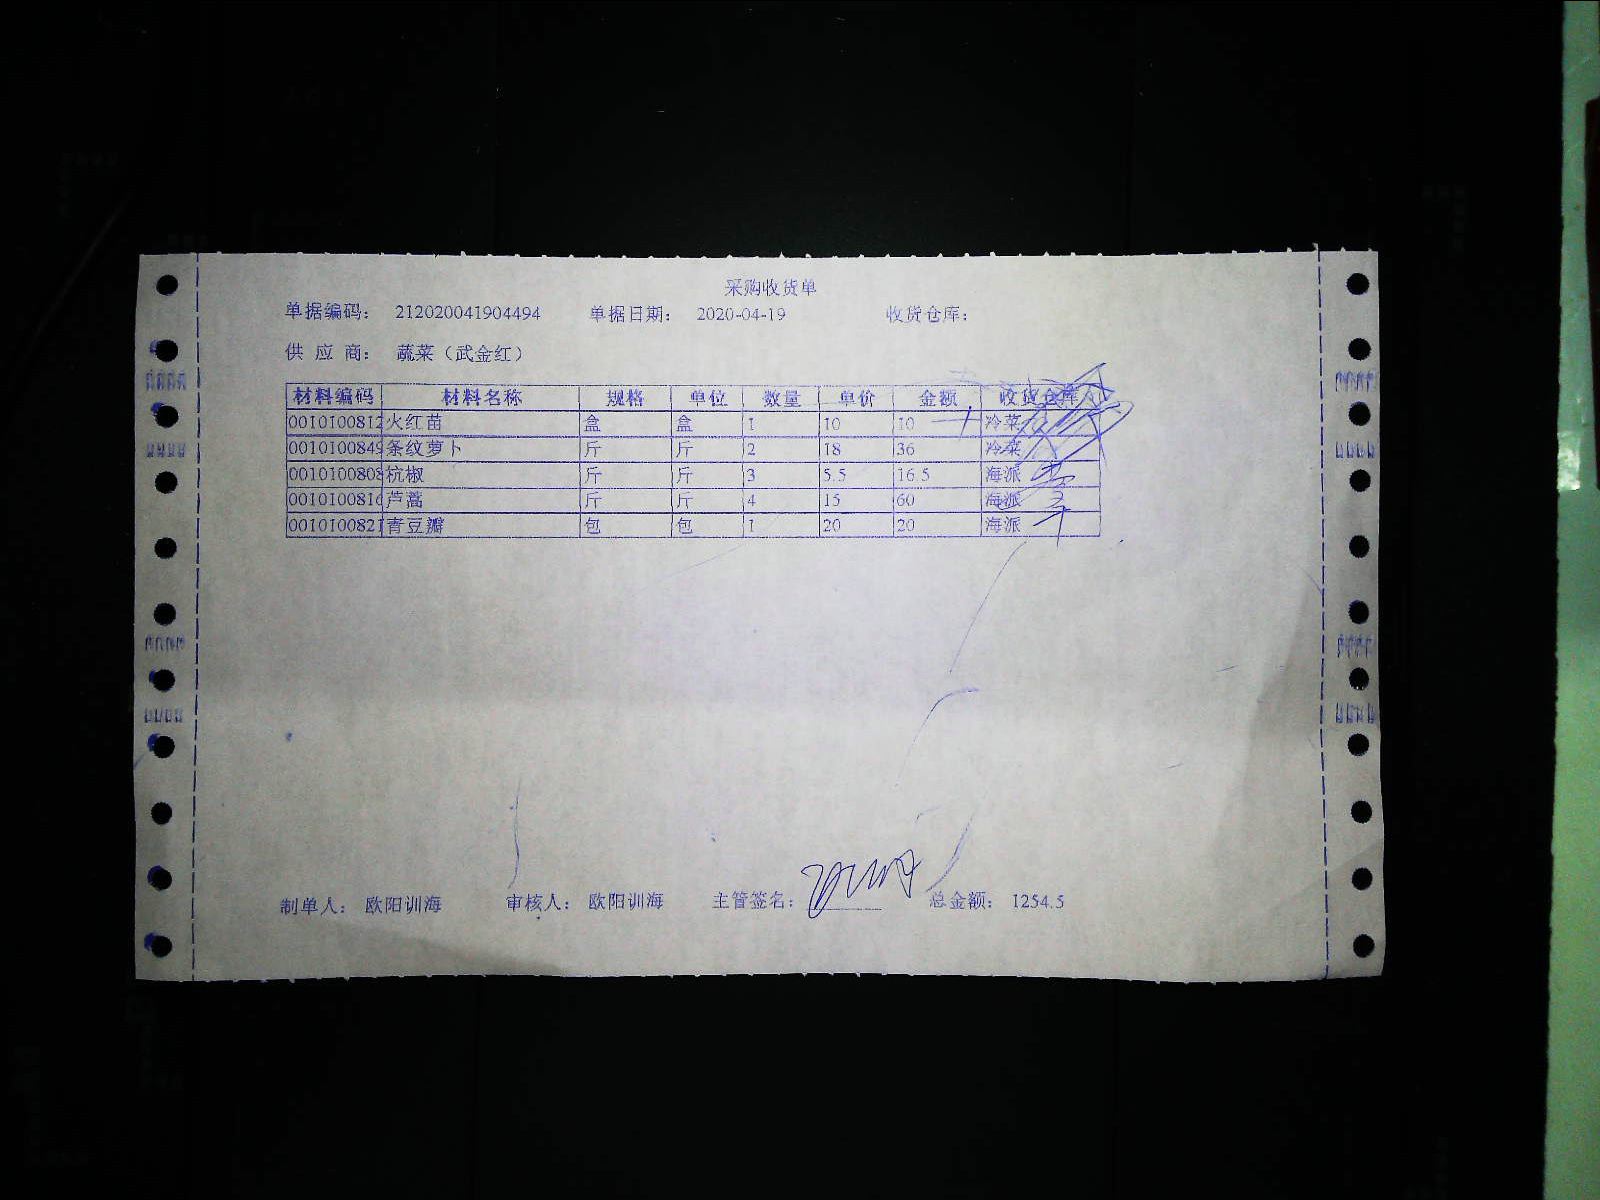 采购收货单
单据编码： 212020041904494 单据日期： 2020-04-19 收货仓库：
供 应 商： 蔬菜（武金红）
材料编码 材料名称 规格 单位 数量 单价 金额 收货仓库
0010100812 火红苗 盒 盒 1 10 10 冷菜
0010100849 条纹萝卜 斤 斤 2 18 36 冷菜
0010100808 杭椒 斤 斤 3 5.5 16.5 海派
0010100816 芦蒿 斤 斤 4 15 60 海派
0010100821 青豆瓣 包 包 1 20 20 海派
制单人： 欧阳训海 审核人： 欧阳训海 主管签名： 总金额： 1254.5